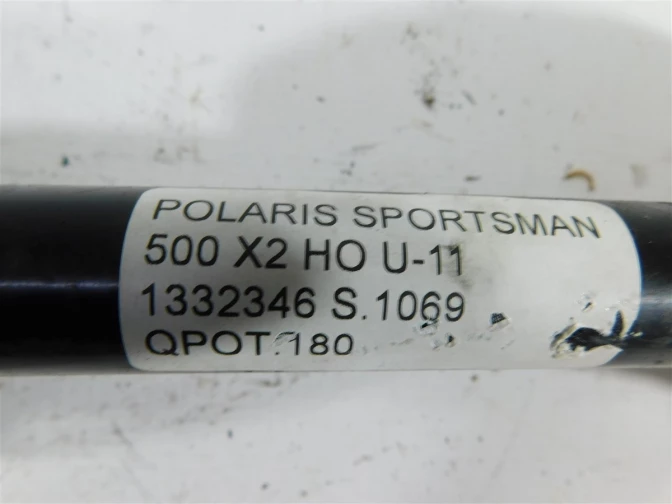 POLARIS SPORTSMAN
500 X2 HO U-11
1332346 S.1069
QPOT:180